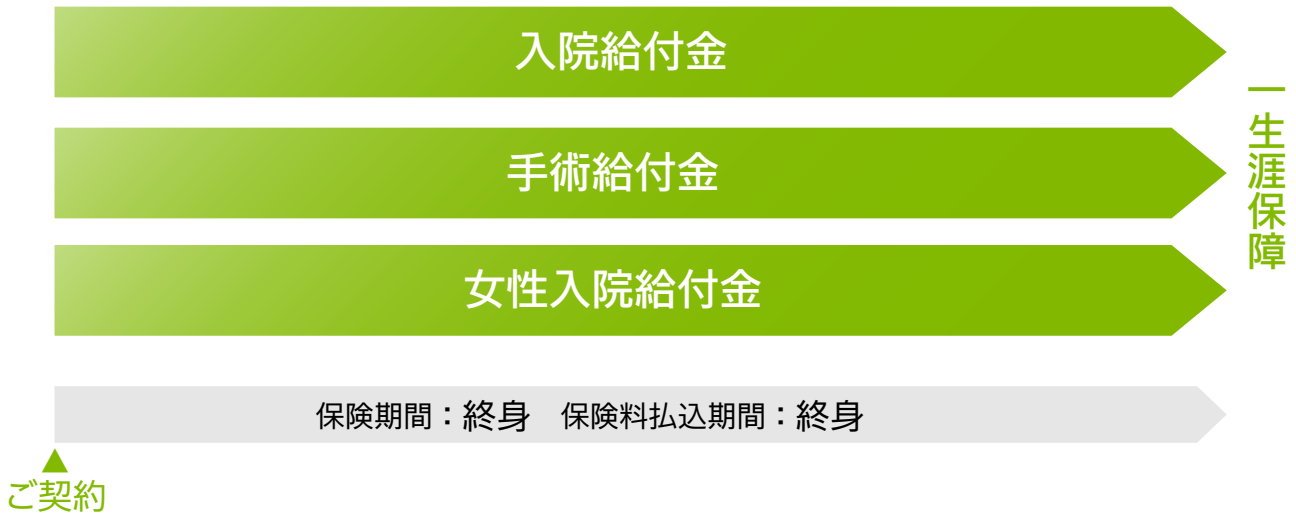 入院給付金
手術給付金
女性入院給付金
一生涯保障
保険期間：終身　保険料払込期間：終身
ご契約